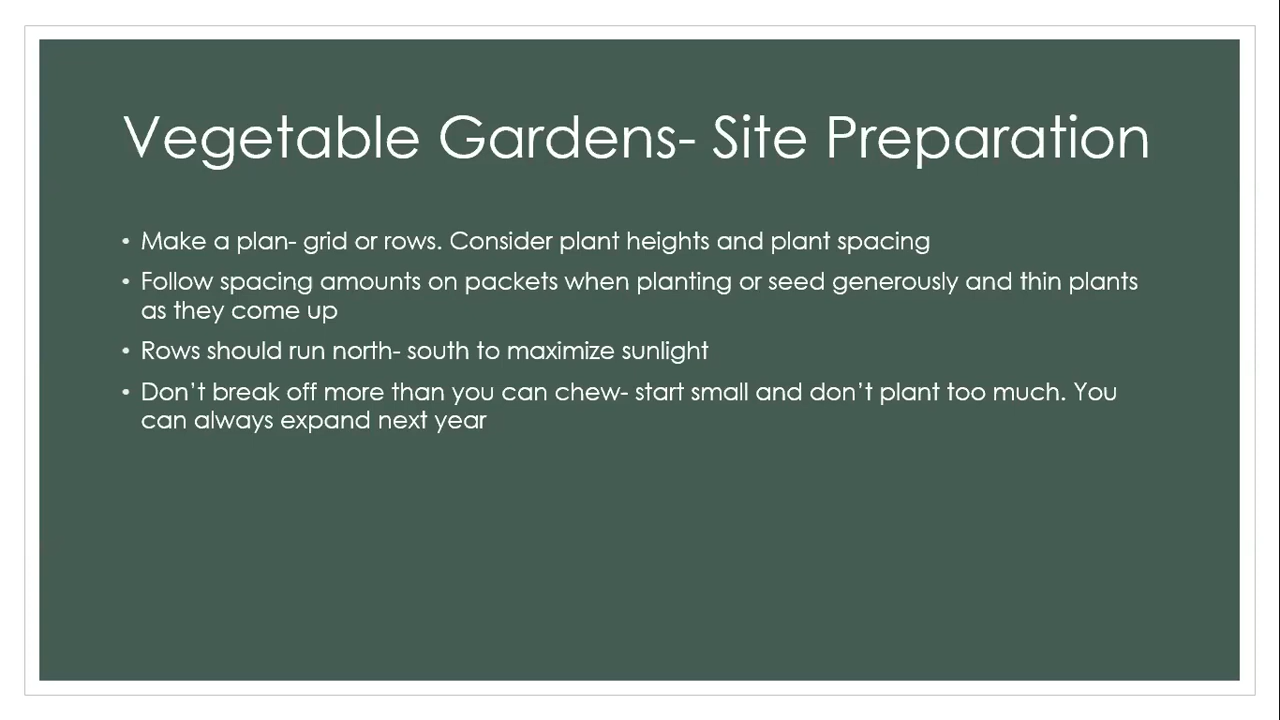 Vegetable Gardens- Site Preparation
• Make a plan- grid or rows. Consider plant heights and plant spacing
• Follow spacing amounts on packets when planting or seed generously and thin plants
as they come up
• Rows should run north- south to maximize sunlight
• Don’t break off more than you can chew- start small and don’t plant too much. You
can always expand next year